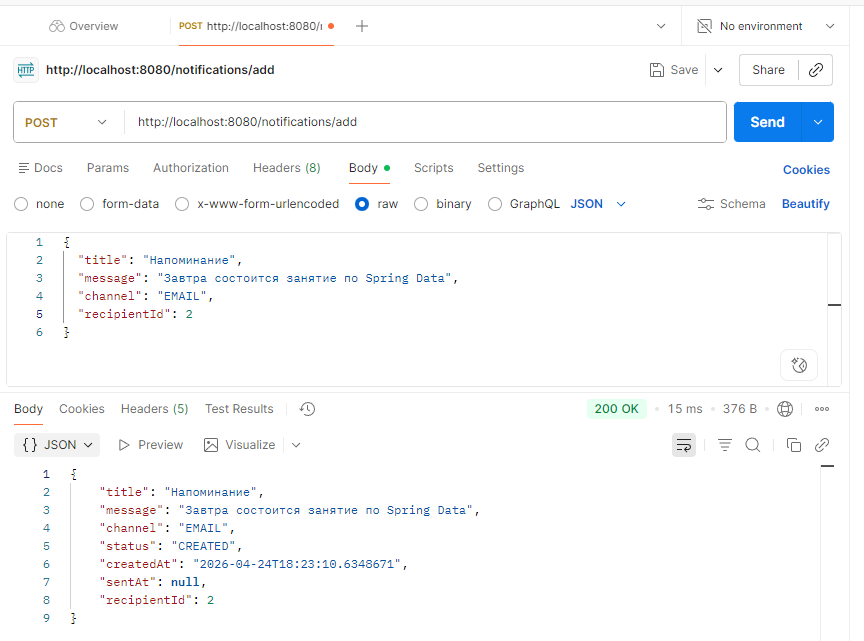 Overview POST http://localhost:8080/ı No environment
HTTP http://localhost:8080/notifications/add Save Share
POST http://localhost:8080/notifications/add Send
Docs Params Authorization Headers (8) Body Scripts Settings Cookies
none form-data x-www-form-urlencoded raw binary GraphQL JSON Schema Beautify
1 {
2 "title": "Напоминание",
3 "message": "Завтра состоится занятие по Spring Data",
4 "channel": "EMAIL",
5 "recipientId": 2
6 }
Body Cookies Headers (5) Test Results 200 OK • 15 ms • 376 B •
{} JSON Preview Visualize
1 {
2 "title": "Напоминание",
3 "message": "Завтра состоится занятие по Spring Data",
4 "channel": "EMAIL",
5 "status": "CREATED",
6 "createdAt": "2026-04-24T18:23:10.6348671",
7 "sentAt": null,
8 "recipientId": 2
9 }